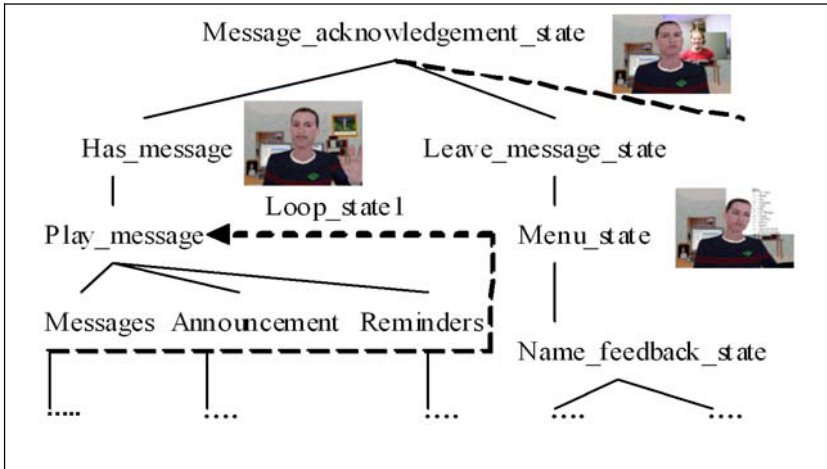 Message_acknowledgement_state
Has_message
Leave_message_state
Loop_state1
Play_message
Menu_state
Messages Announcement Reminders
Name_feedback_state